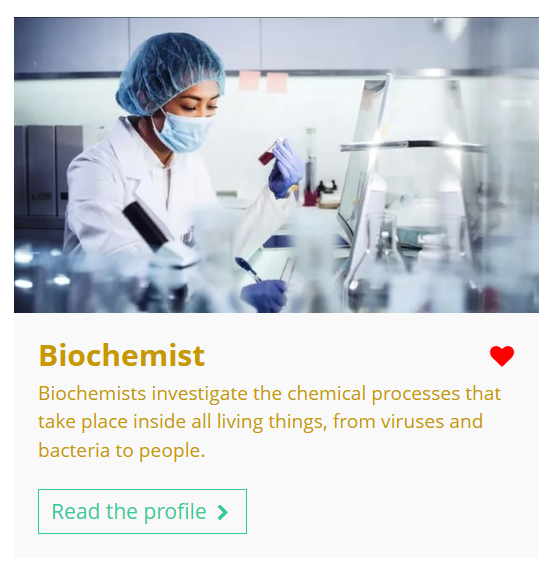 Biochemist
Biochemists investigate the chemical processes that
take place inside all living things, from viruses and
bacteria to people.
Read the profile